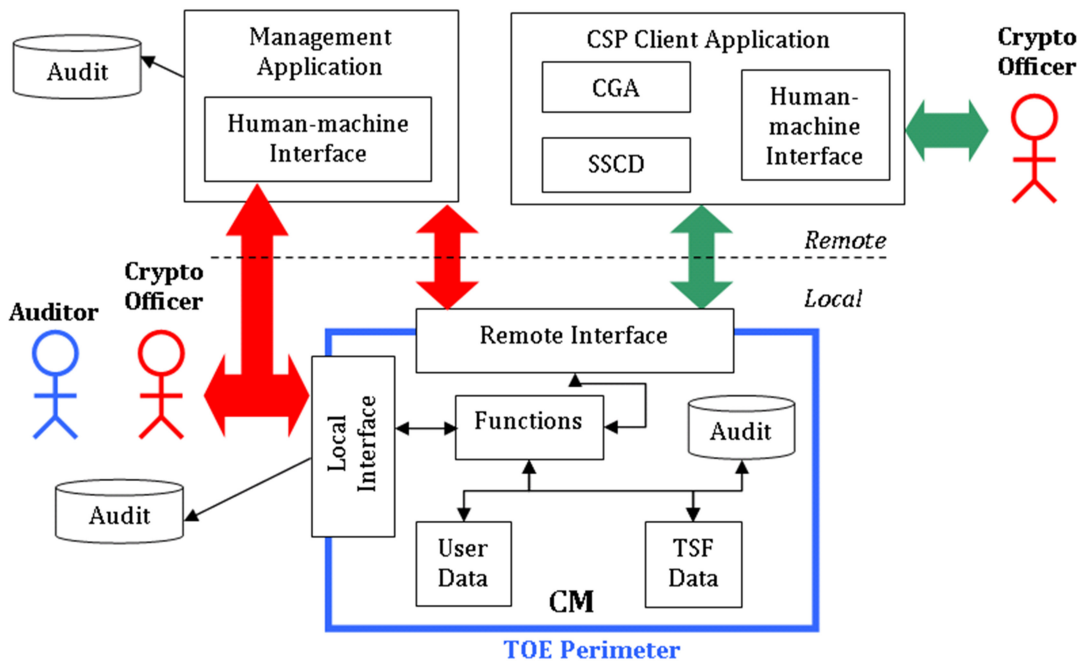 Management
Application
Audit
Human-machine
Interface
CSP Client Application
CGA
SSCD
Human-
machine
Interface
Crypto
Officer
Remote
Local
Auditor
Crypto
Officer
Remote Interface
Local
Interface
Functions
Audit
Audit
User
Data
TSF
Data
CM
TOE Perimeter